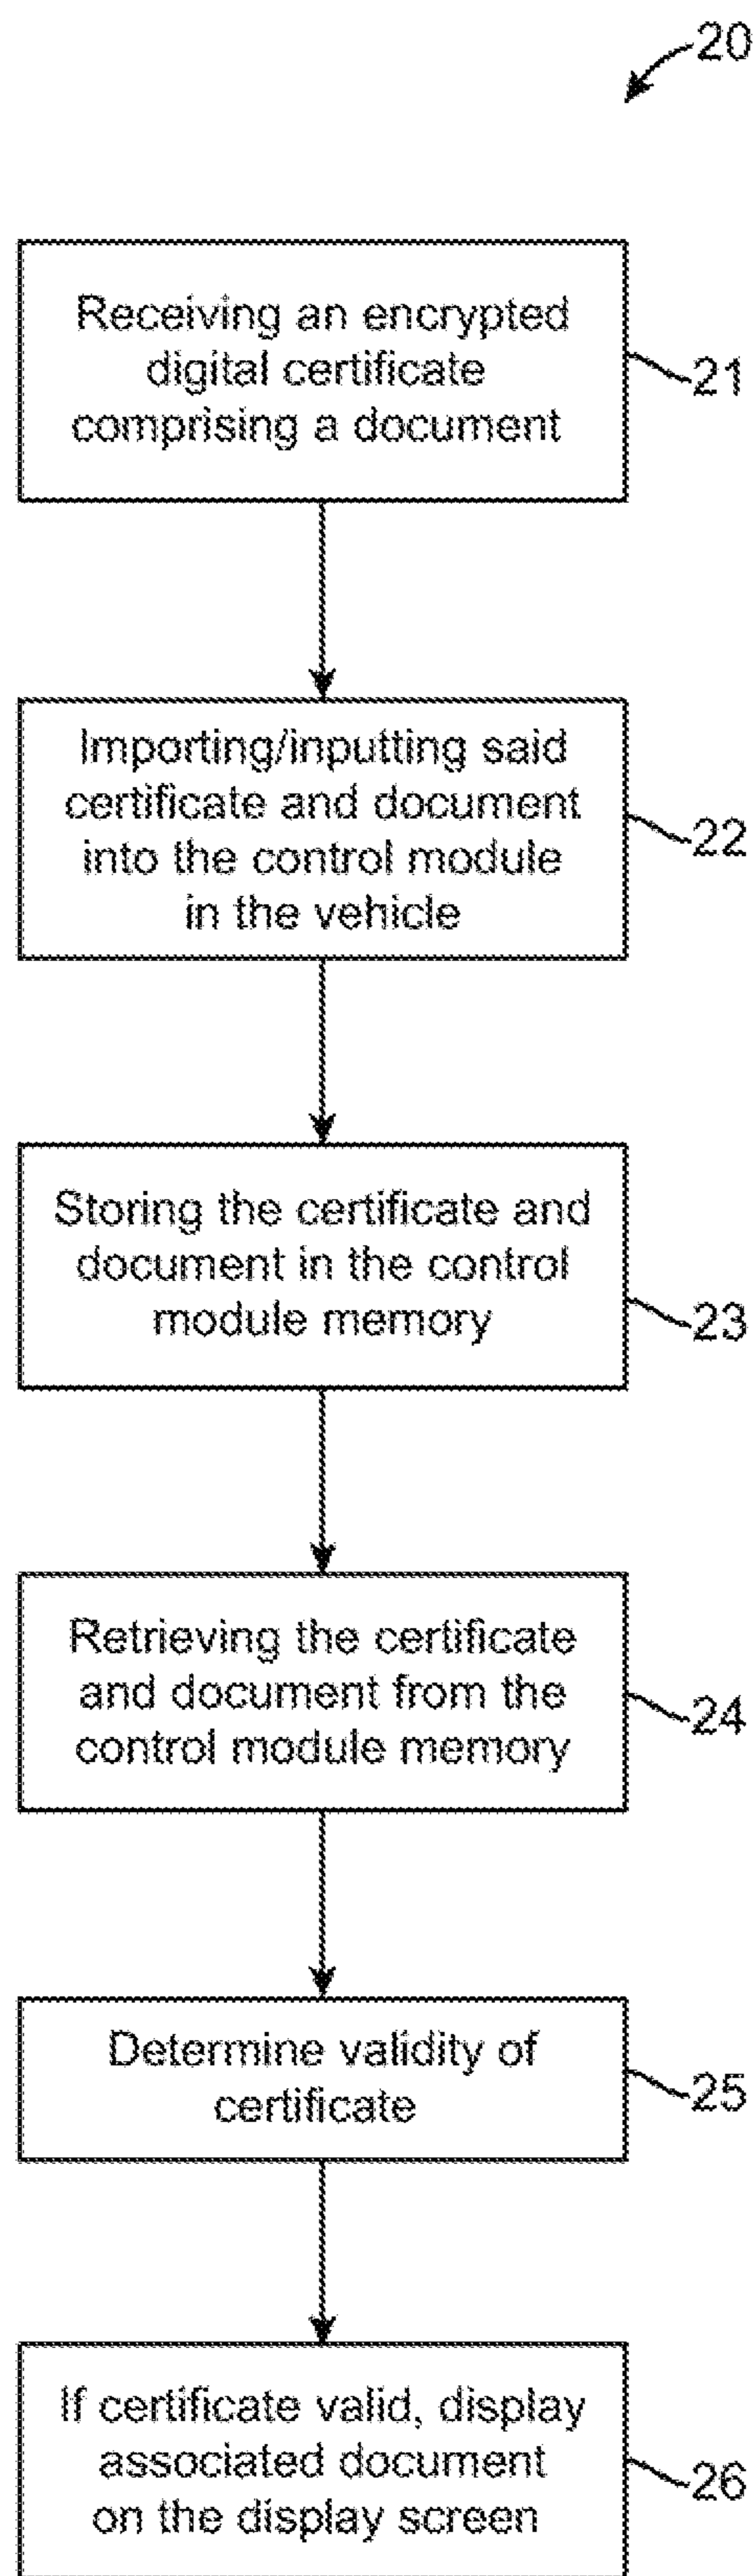 20
Receiving an encrypted
digital certificate
comprising a document
21
Importing/inputting said
certificate and document
into the control module
in the vehicle
22
Storing the certificate and
document in the control
module memory
23
Retrieving the certificate
and document from the
control module memory
24
Determine validity of
certificate
25
If certificate valid, display
associated document
on the display screen
26